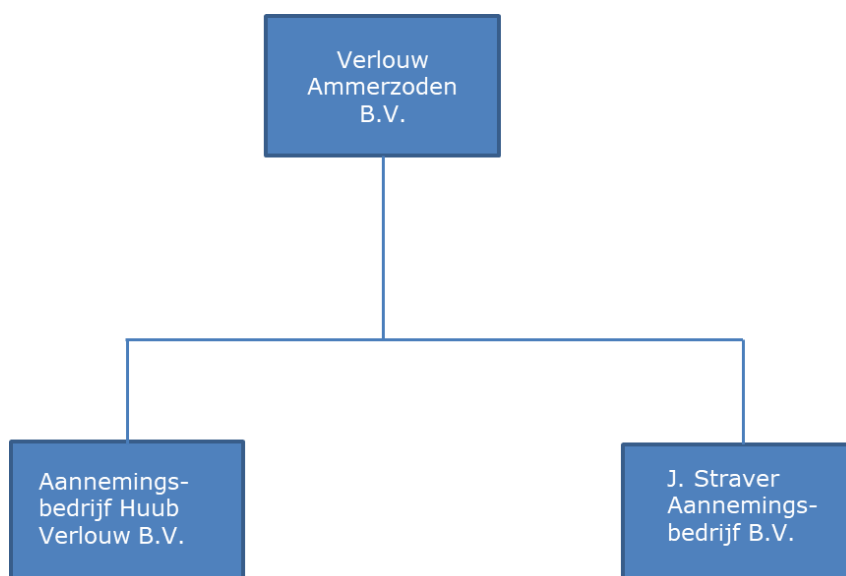 Verlouw
Ammerzoden
B.V.
Aannemings-
bedrijf Huub
Verlouw B.V.
J. Straver
Aannemings-
bedrijf B.V.